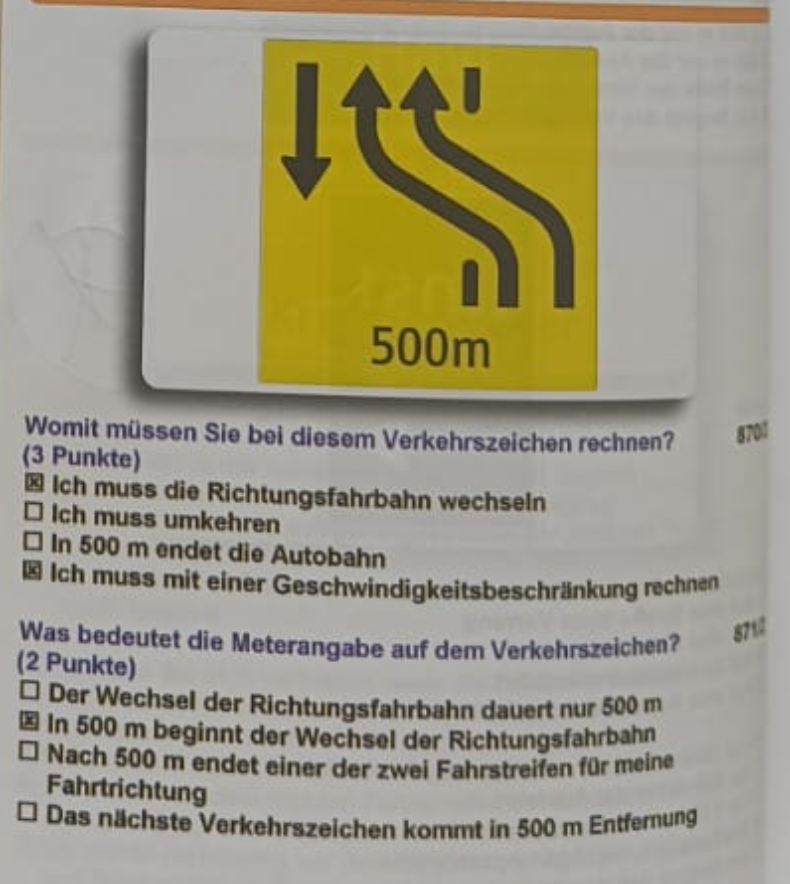 500m
Womit müssen Sie bei diesem Verkehrszeichen rechnen?
(3 Punkte)
☒ Ich muss die Richtungsfahrbahn wechseln
☐ Ich muss umkehren
☐ In 500 m endet die Autobahn
☒ Ich muss mit einer Geschwindigkeitsbeschränkung rechnen
Was bedeutet die Meterangabe auf dem Verkehrszeichen?
(2 Punkte)
☐ Der Wechsel der Richtungsfahrbahn dauert nur 500 m
☒ In 500 m beginnt der Wechsel der Richtungsfahrbahn
☐ Nach 500 m endet einer der zwei Fahrstreifen für meine
Fahrtrichtung
☐ Das nächste Verkehrszeichen kommt in 500 m Entfernung